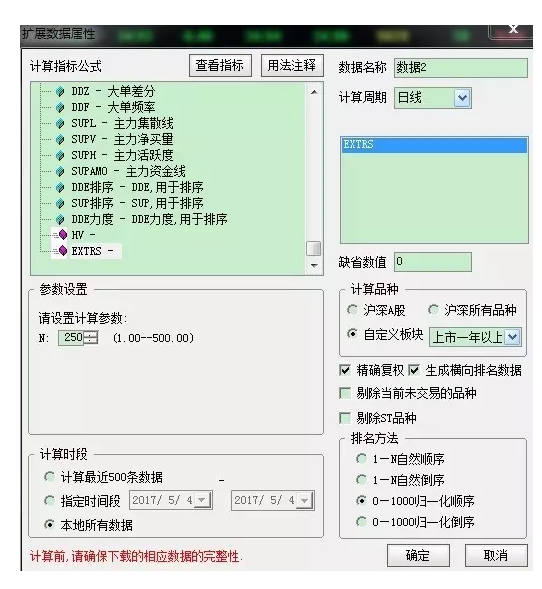 扩展数据属性
计算指标公式
查看指标
用法注释
DDZ - 大单差分
DDF - 大单频率
SUPL - 主力集散线
SUPV - 主力净买量
SUPH - 主力活跃度
SUPAMO - 主力资金线
DDE排序 - DDE,用于排序
SUP排序 - SUP,用于排序
DDE力度 - DDE力度,用于排序
HV -
EXTRS -
参数设置
请设置计算参数:
N: 250 (1.00--500.00)
计算时段
计算最近500条数据 -
指定时间段 2017/ 5/ 4 2017/ 5/ 4
本地所有数据
计算前,请确保下载的相应数据的完整性.
数据名称 数据2
计算周期 日线
EXTRS
缺省数值 0
计算品种
沪深A股 沪深所有品种
自定义板块 上市一年以上
精确复权 生成横向排名数据
剔除当前未交易的品种
剔除ST品种
排名方法
1—N自然顺序
1—N自然倒序
0—1000归一化顺序
0—1000归一化倒序
确定
取消